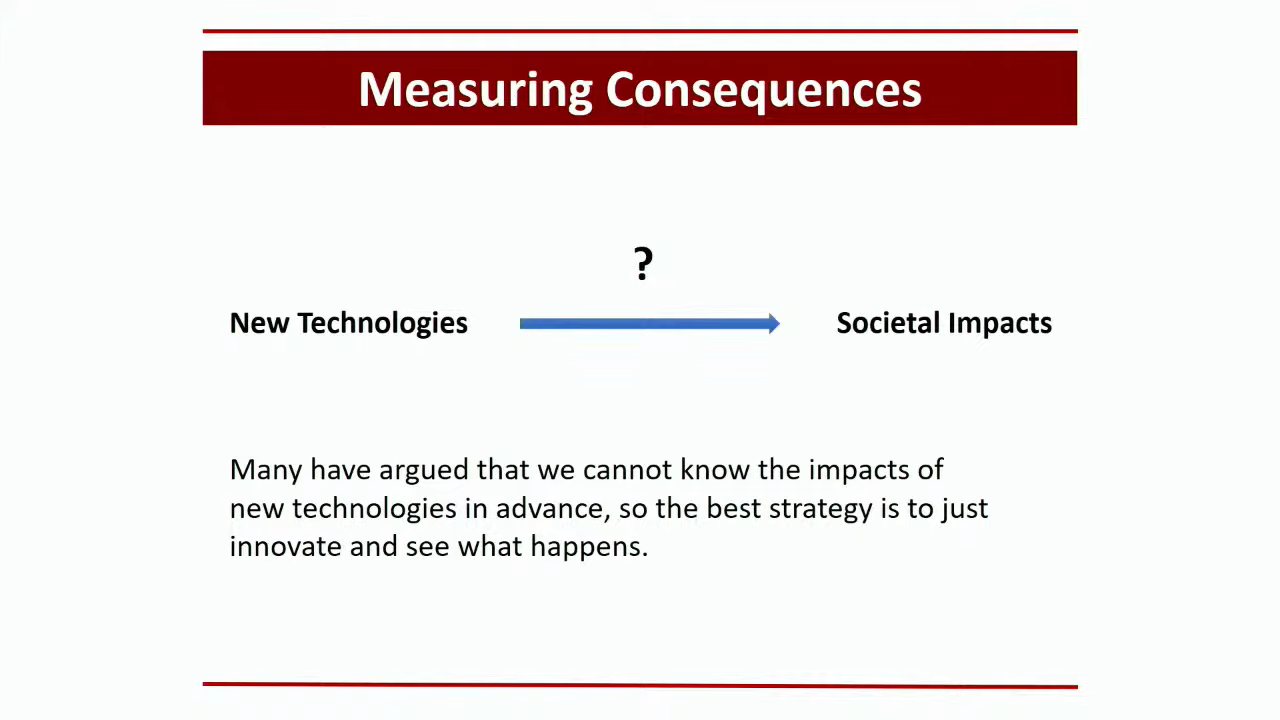 Measuring Consequences
?
New Technologies
Societal Impacts
Many have argued that we cannot know the impacts of
new technologies in advance, so the best strategy is to just
innovate and see what happens.